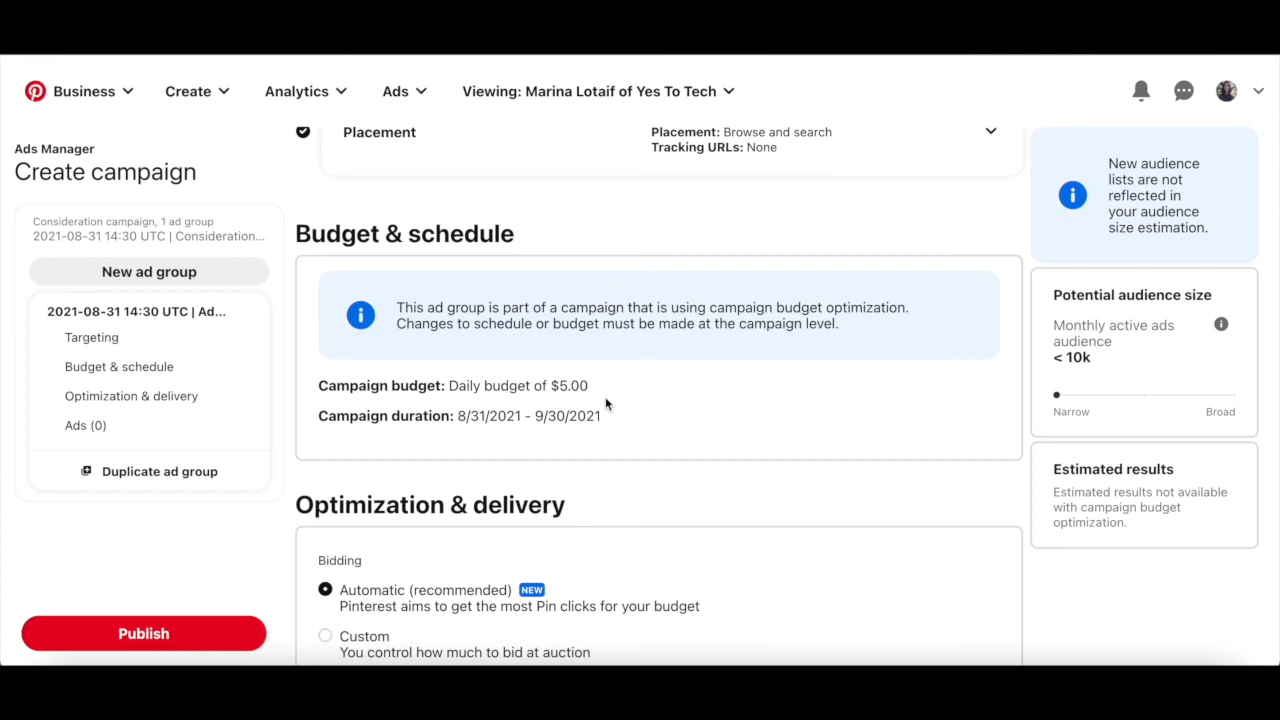 Business
Create
Analytics
Ads
Viewing: Marina Lotaif of Yes To Tech
Ads Manager
Create campaign
Consideration campaign, 1 ad group
2021-08-31 14:30 UTC | Consideration...
New ad group
2021-08-31 14:30 UTC | Ad...
Targeting
Budget & schedule
Optimization & delivery
Ads (0)
Duplicate ad group
Publish
Placement
Placement: Browse and search
Tracking URLs: None
Budget & schedule
This ad group is part of a campaign that is using campaign budget optimization.
Changes to schedule or budget must be made at the campaign level.
Campaign budget: Daily budget of $5.00
Campaign duration: 8/31/2021 - 9/30/2021
Optimization & delivery
Bidding
Automatic (recommended) NEW
Pinterest aims to get the most Pin clicks for your budget
Custom
You control how much to bid at auction
New audience
lists are not
reflected in
your audience
size estimation.
Potential audience size
Monthly active ads
audience
< 10k
Narrow
Broad
Estimated results
Estimated results not available
with campaign budget
optimization.